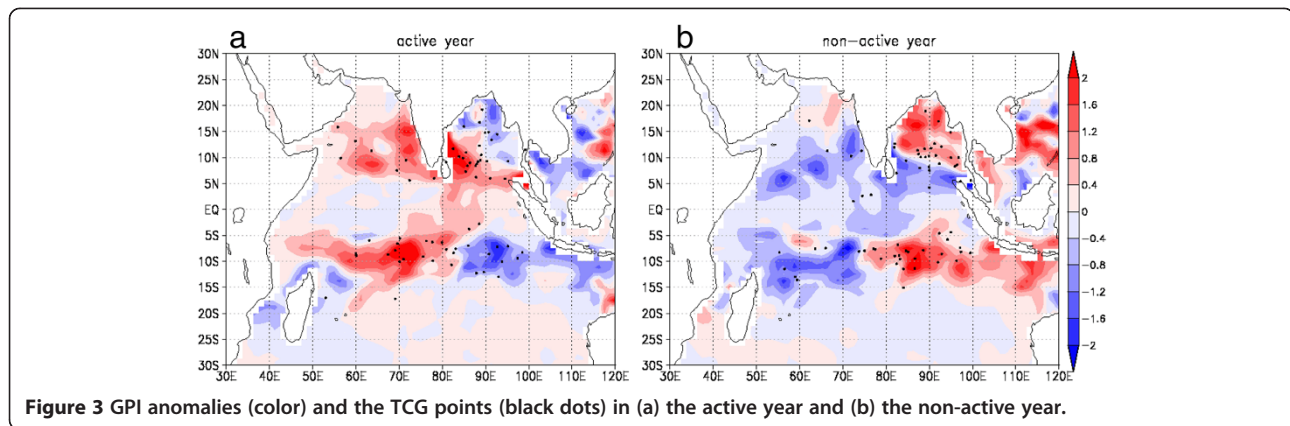 a
active year
30N
20N
15N
10N
5N
EQ
5S
10S
15S
20S
25S
30S
30E 40E 50E 60E 70E 80E 90E 100E 110E 120E
b
non-active year
30N
20N
15N
10N
5N
EQ
5S
10S
15S
20S
25S
30S
30E 40E 50E 60E 70E 80E 90E 100E 110E 120E
2
1.6
1.2
0.8
0.4
0
-0.4
-0.8
-1.2
-1.6
-2
Figure 3 GPI anomalies (color) and the TCG points (black dots) in (a) the active year and (b) the non-active year.